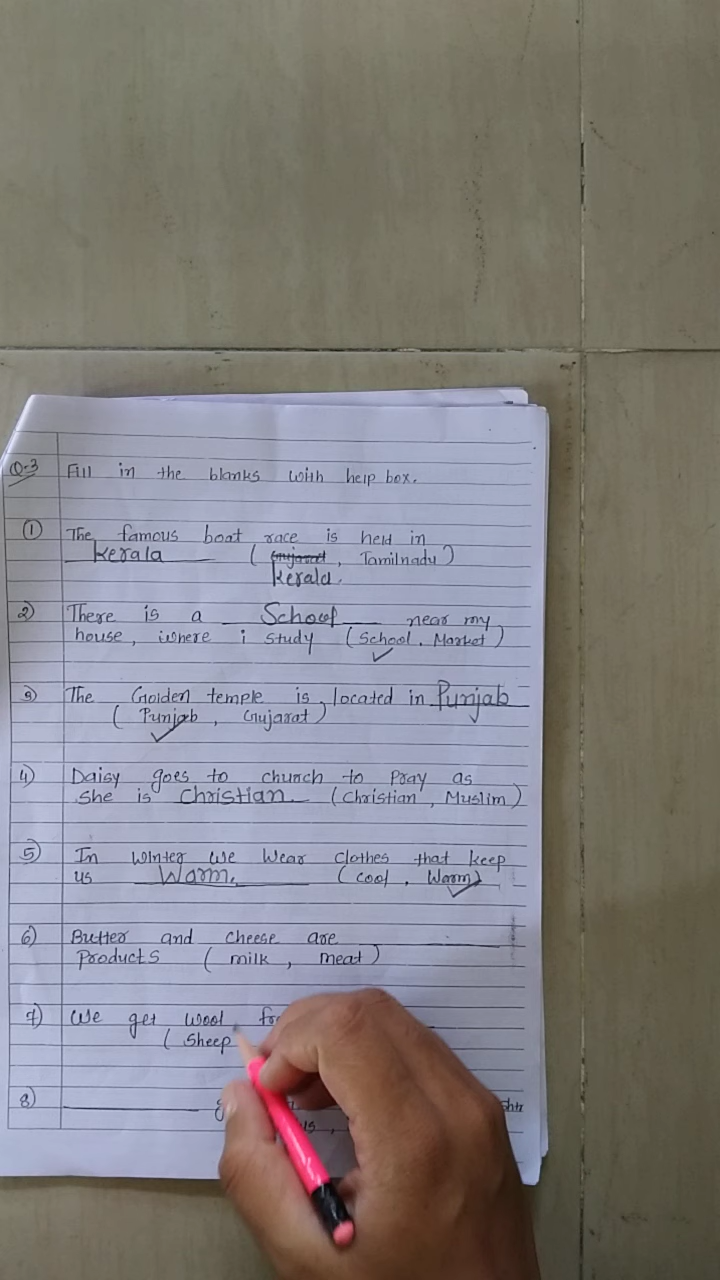 Q-3 Fill in the blanks with help box.
① The famous boat race is held in
Kerala ( Gujarat , Tamilnadu )
Kerala.
2) There is a School near my
house, where i study ( School, Market )
3) The Golden temple is located in Punjab
( Punjab , Gujarat )
4) Daisy goes to church to pray as
she is Christian. ( Christian , Muslim )
5) In winter we wear clothes that keep
us Warm. ( cool , Warm )
6) Butter and cheese are
products ( milk , meat )
7) We get wool
( Sheep
8)